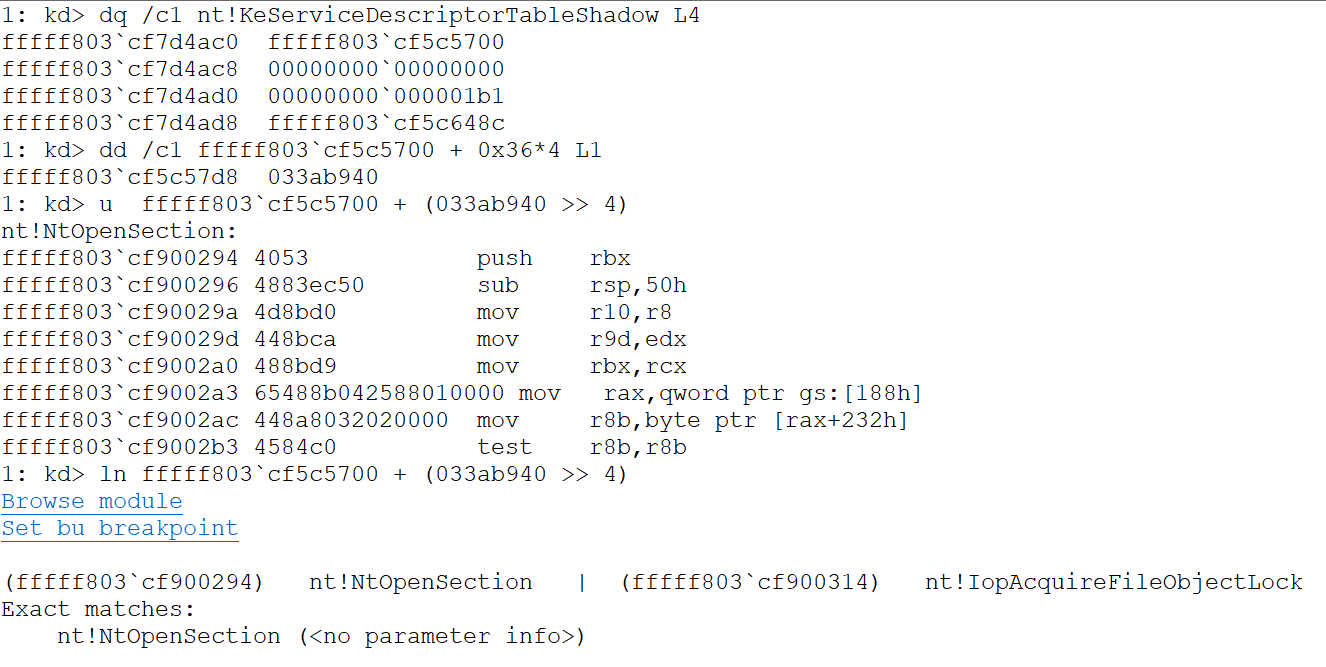 1: kd> dq /c1 nt!KeServiceDescriptorTableShadow L4
fffff803`cf7d4ac0  fffff803`cf5c5700
fffff803`cf7d4ac8  00000000`00000000
fffff803`cf7d4ad0  00000000`000001b1
fffff803`cf7d4ad8  fffff803`cf5c648c
1: kd> dd /c1 fffff803`cf5c5700 + 0x36*4 L1
fffff803`cf5c57d8  033ab940
1: kd> u  fffff803`cf5c5700 + (033ab940 >> 4)
nt!NtOpenSection:
fffff803`cf900294 4053            push    rbx
fffff803`cf900296 4883ec50        sub     rsp,50h
fffff803`cf90029a 4d8bd0          mov     r10,r8
fffff803`cf90029d 448bca          mov     r9d,edx
fffff803`cf9002a0 488bd9          mov     rbx,rcx
fffff803`cf9002a3 65488b042588010000 mov   rax,qword ptr gs:[188h]
fffff803`cf9002ac 448a8032020000  mov     r8b,byte ptr [rax+232h]
fffff803`cf9002b3 4584c0          test    r8b,r8b
1: kd> ln fffff803`cf5c5700 + (033ab940 >> 4)
Browse module
Set bu breakpoint
(fffff803`cf900294)   nt!NtOpenSection   |  (fffff803`cf900314)   nt!IopAcquireFileObjectLock
Exact matches:
    nt!NtOpenSection (<no parameter info>)